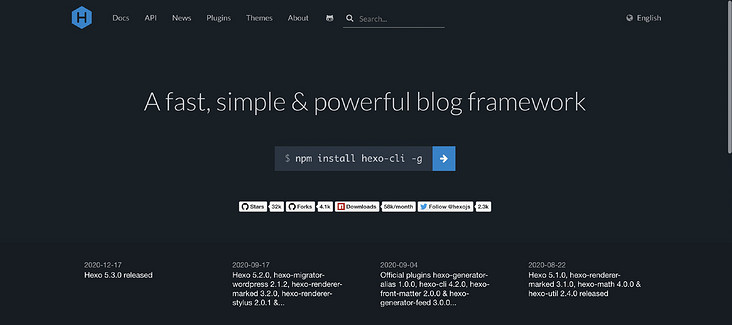 H
Docs API News Plugins Themes About Search... English
A fast, simple & powerful blog framework
$ npm install hexo-cli -g
Stars 32k Forks 4.1k Downloads 58k/month Follow @hexojs 2.3k
2020-12-17
Hexo 5.3.0 released
2020-09-17
Hexo 5.2.0, hexo-migrator-
wordpress 2.1.2, hexo-renderer-
marked 3.2.0, hexo-renderer-
stylus 2.0.1 &...
2020-09-04
Official plugins hexo-generator-
alias 1.0.0, hexo-cli 4.2.0, hexo-
front-matter 2.0.0 & hexo-
generator-feed 3.0.0...
2020-08-22
Hexo 5.1.0, hexo-renderer-
marked 3.1.0, hexo-math 4.0.0 &
hexo-util 2.4.0 released